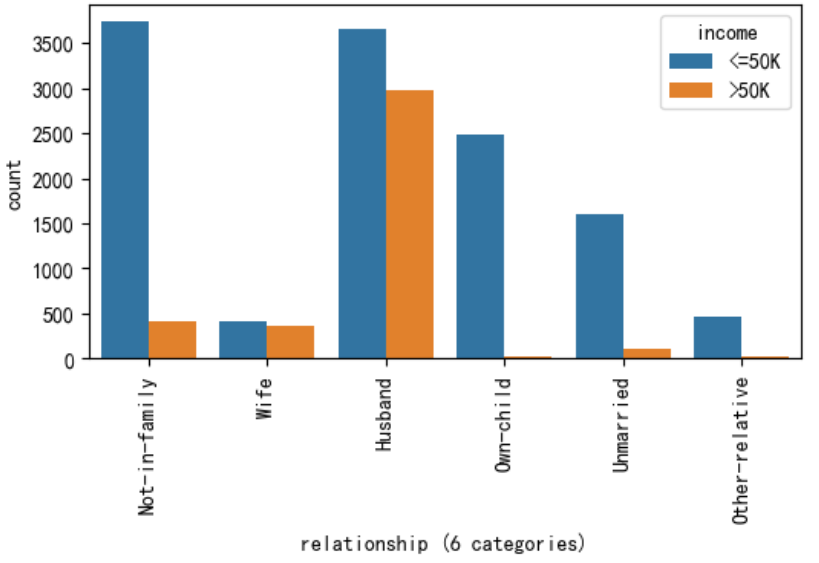 income
<=50K
>50K
count
3500
3000
2500
2000
1500
1000
500
0
Not-in-family
Wife
Husband
Own-child
Unmarried
Other-relative
relationship (6 categories)